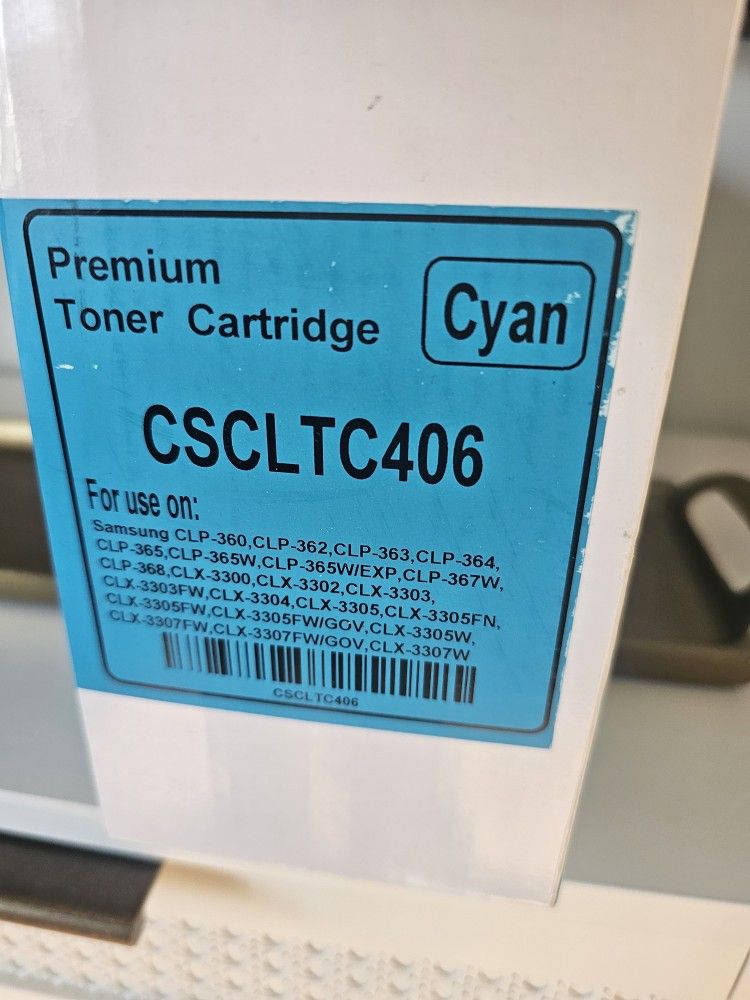 Premium
Cyan
Toner Cartridge
CSCLTC406
For use on:
Samsung CLP-360,CLP-362,CLP-363,CLP-364,
CLP-365,CLP-365W,CLP-365W/EXP,CLP-367W,
CLP-368,CLX-3300,CLX-3302,CLX-3303,
CLX-3303FW,CLX-3304,CLX-3305,CLX-3305FN,
CLX-3305FW,CLX-3305FW/GOV,CLX-3305W,
CLX-3307FW,CLX-3307FW/GOV,CLX-3307W
CSCLTC406